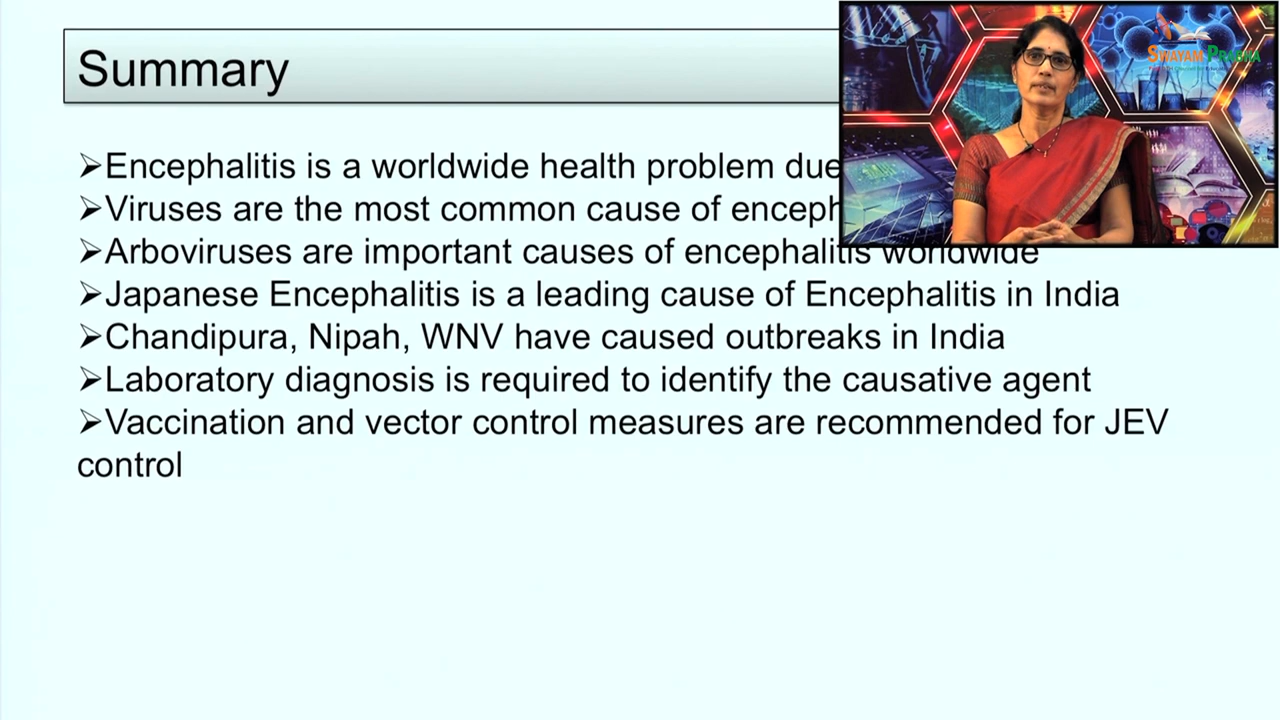 Summary
SWAYAM PRABHA
➢Encephalitis is a worldwide health problem due
➢Viruses are the most common cause of enceph
➢Arboviruses are important causes of encephalitis worldwide
➢Japanese Encephalitis is a leading cause of Encephalitis in India
➢Chandipura, Nipah, WNV have caused outbreaks in India
➢Laboratory diagnosis is required to identify the causative agent
➢Vaccination and vector control measures are recommended for JEV
control